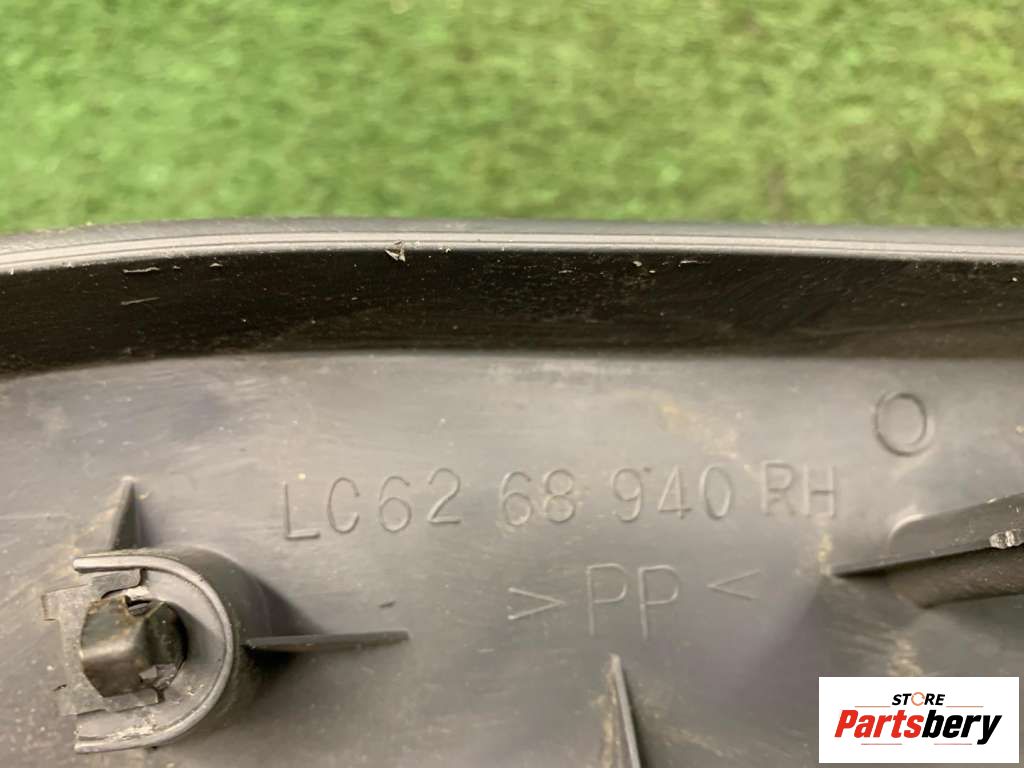 LC62 68 940 RH
>PP<
STORE
Partsbery